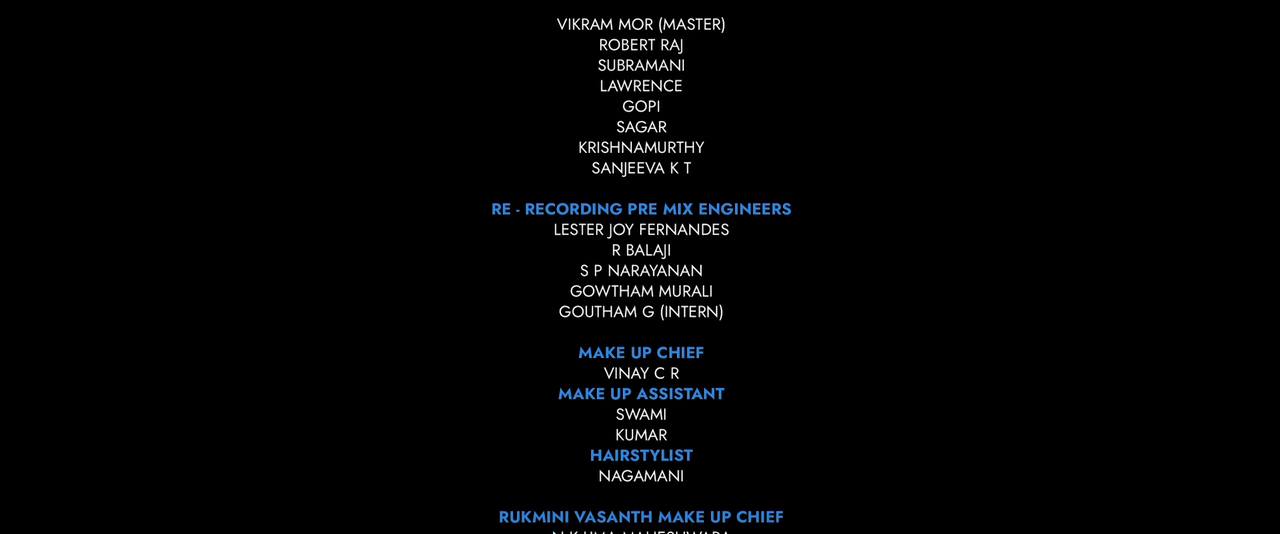 VIKRAM MOR (MASTER)
ROBERT RAJ
SUBRAMANI
LAWRENCE
GOPI
SAGAR
KRISHNAMURTHY
SANJEEVA K T
RE - RECORDING PRE MIX ENGINEERS
LESTER JOY FERNANDES
R BALAJI
S P NARAYANAN
GOWTHAM MURALI
GOUTHAM G (INTERN)
MAKE UP CHIEF
VINAY C R
MAKE UP ASSISTANT
SWAMI
KUMAR
HAIRSTYLIST
NAGAMANI
RUKMINI VASANTH MAKE UP CHIEF